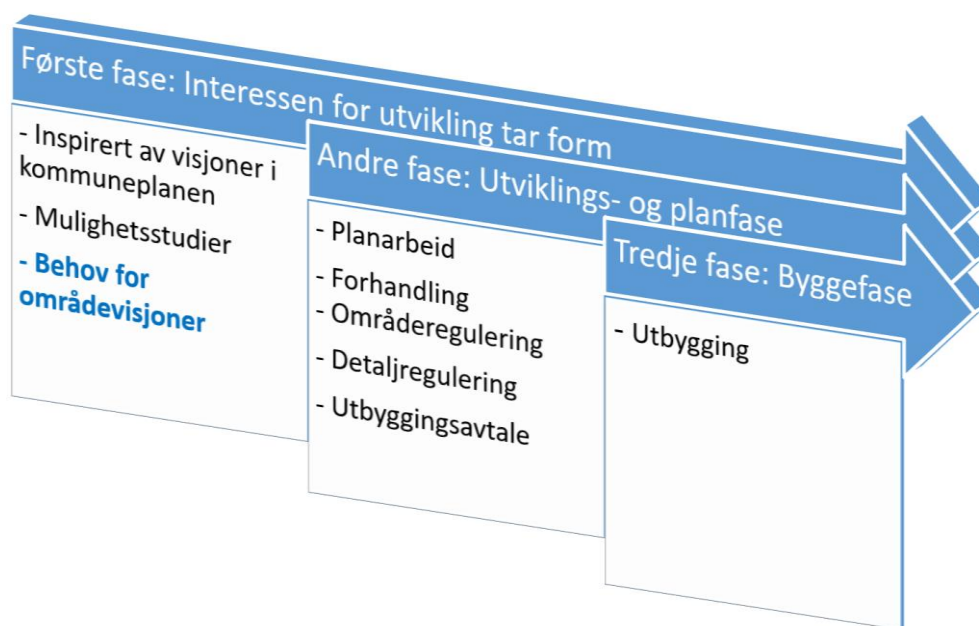 Første fase: Interessen for utvikling tar form
- Inspirert av visjoner i
kommuneplanen
- Mulighetsstudier
- Behov for
områdevisjoner
Andre fase: Utviklings- og planfase
- Planarbeid
- Forhandling
- Områderegulering
- Detaljregulering
- Utbyggingsavtale
Tredje fase: Byggefase
- Utbygging